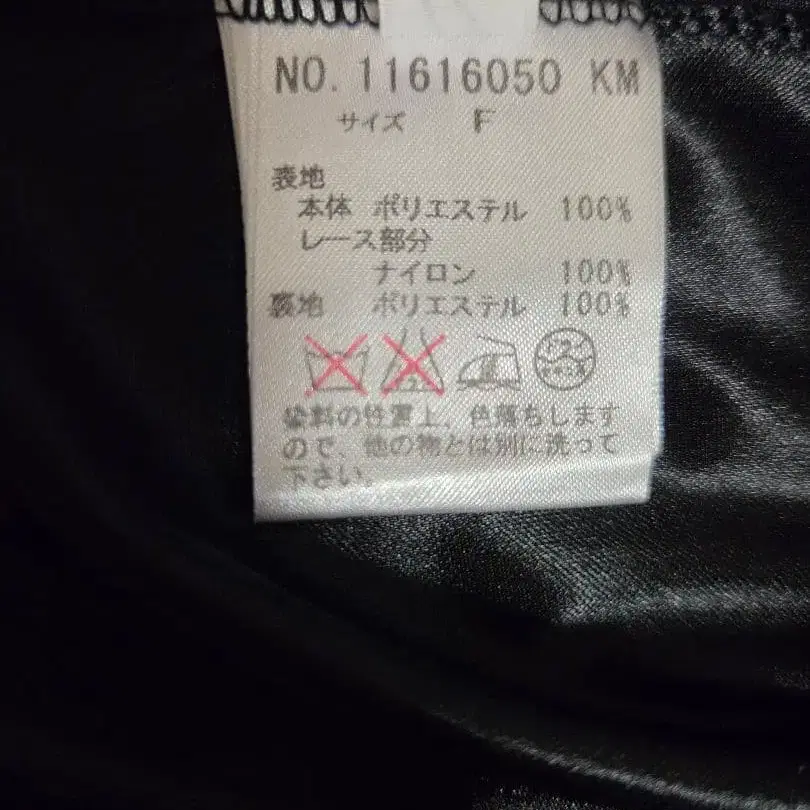 NO. 11616050 KM
サイズ F
表地
本体 ポリエステル 100%
レース部分
ナイロン 100%
裏地 ポリエステル 100%
染料の性質上、色落ちします
ので、他の物とは別に洗って
下さい。